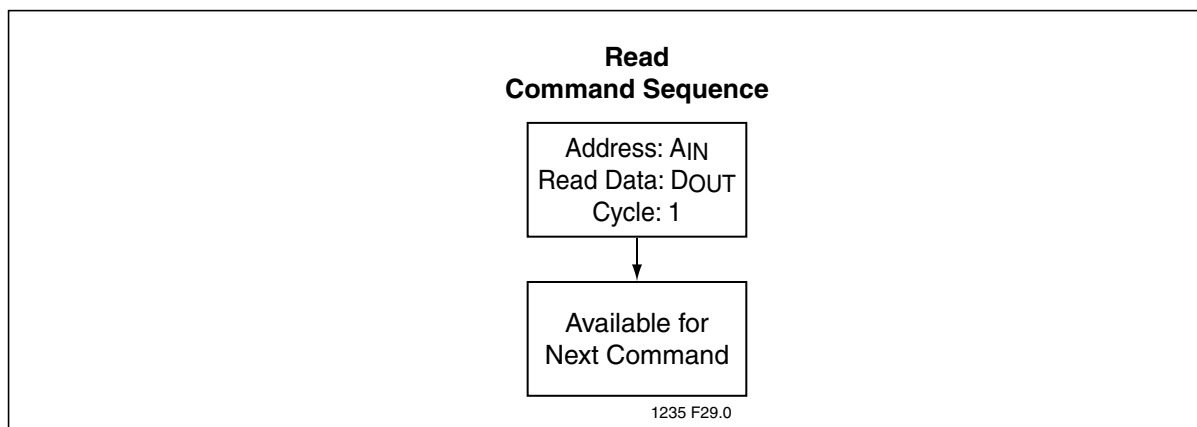 Read
Command Sequence
Address: AIN
Read Data: DOUT
Cycle: 1
Available for
Next Command
1235 F29.0